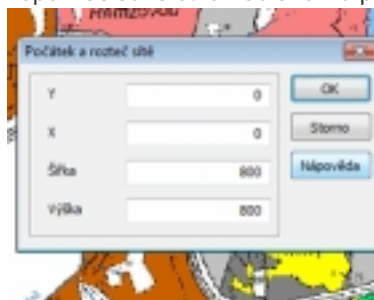 Počátek a rozteč sítě
Y 0
OK
X 0
Storno
Šířka 800
Nápověda
Výška 800